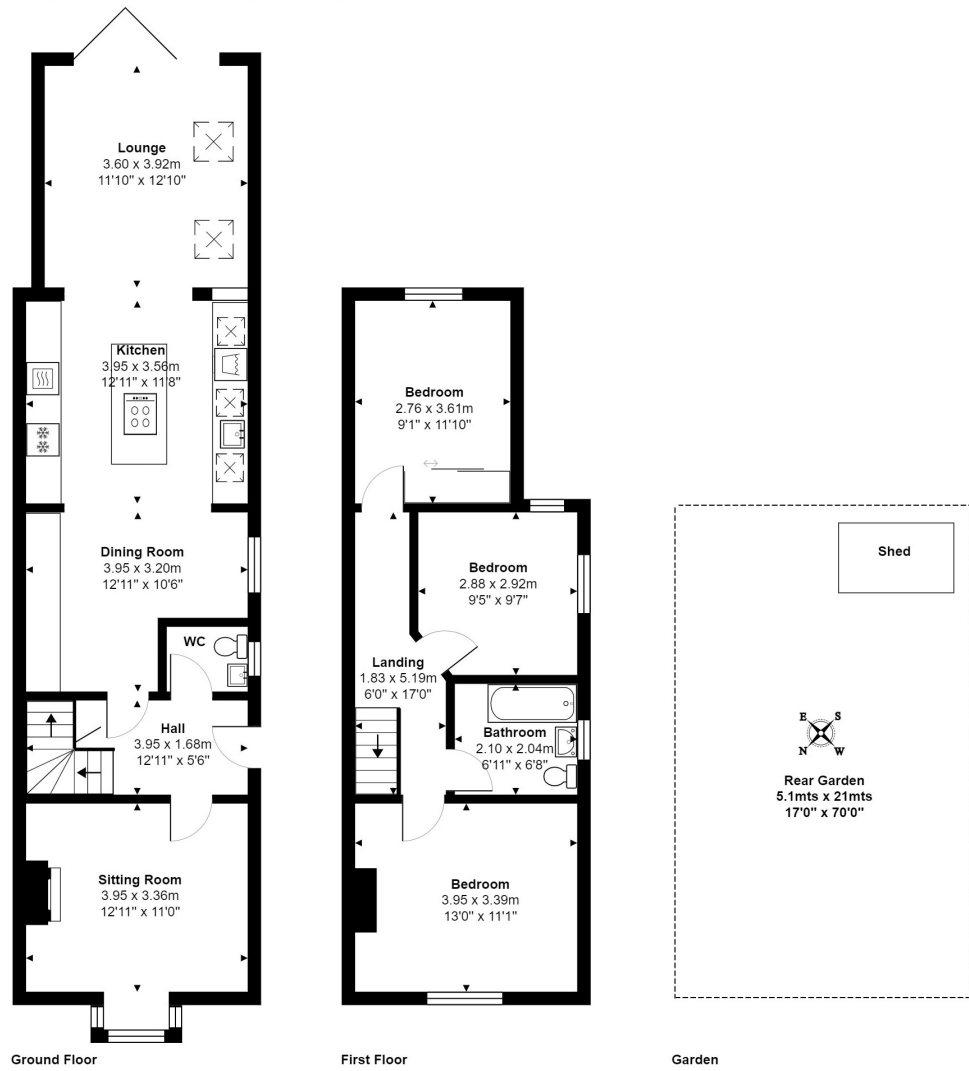 Lounge
3.60 x 3.92m
11'10" x 12'10"
Kitchen
3.95 x 3.56m
12'11" x 11'8"
Dining Room
3.95 x 3.20m
12'11" x 10'6"
WC
Hall
3.95 x 1.68m
12'11" x 5'6"
Sitting Room
3.95 x 3.36m
12'11" x 11'0"
Ground Floor
Bedroom
2.76 x 3.61m
9'1" x 11'10"
Bedroom
2.88 x 2.92m
9'5" x 9'7"
Landing
1.83 x 5.19m
6'0" x 17'0"
Bathroom
2.10 x 2.04m
6'11" x 6'8"
Bedroom
3.95 x 3.39m
13'0" x 11'1"
First Floor
Shed
E S
N W
Rear Garden
5.1mts x 21mts
17'0" x 70'0"
Garden